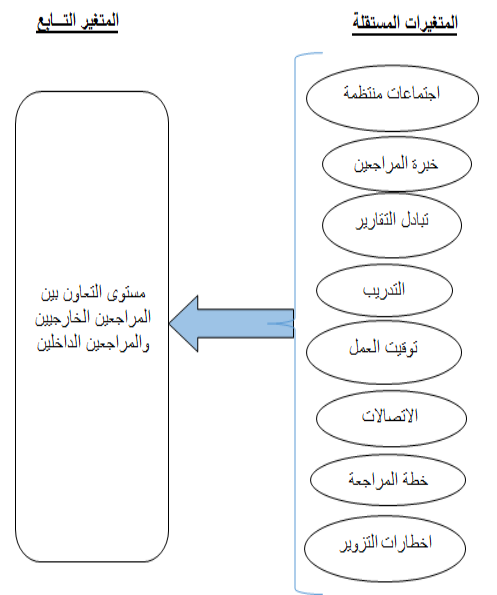 المتغيرات المستقلة
اجتماعات منتظمة
خبرة المراجعين
تبادل التقارير
التدريب
توقيت العمل
الاتصالات
خطة المراجعة
اخطارات التزوير
المتغير التـــابع
مستوى التعاون بين
المراجعين الخارجيين
والمراجعين الداخلين